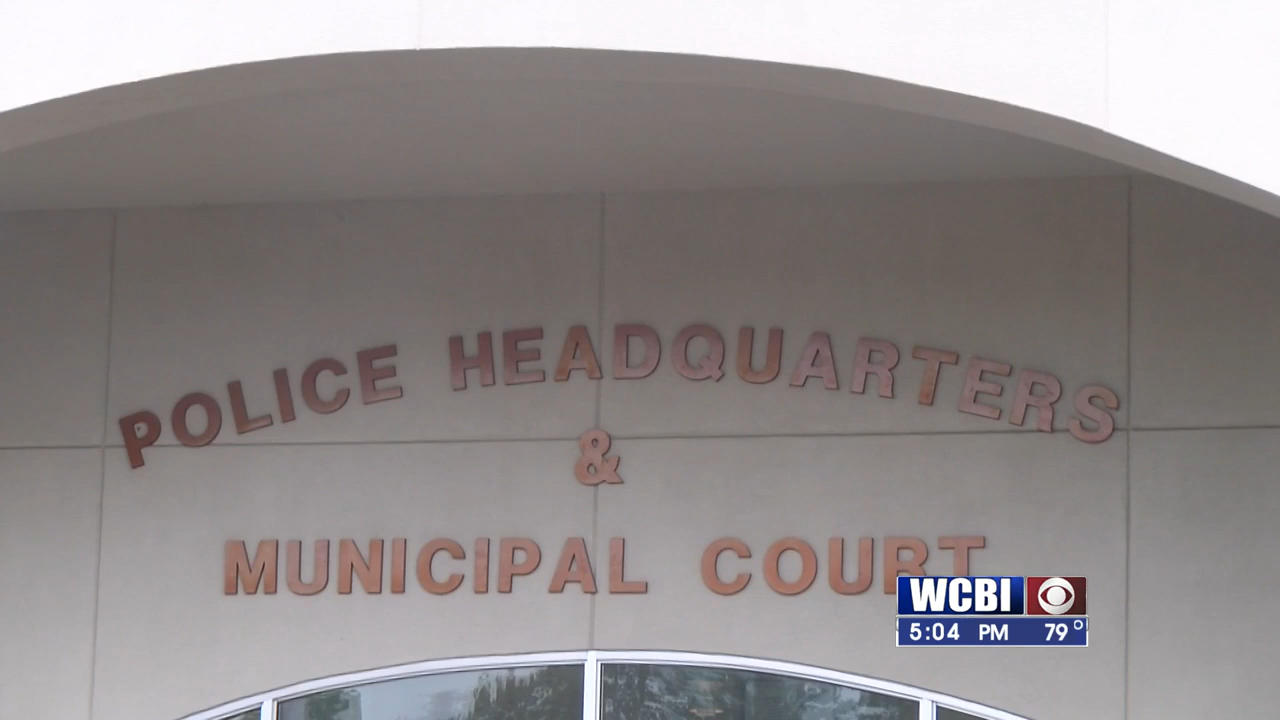 POLICE HEADQUARTERS
&
MUNICIPAL COURT
WCBI
5:04 PM 79°